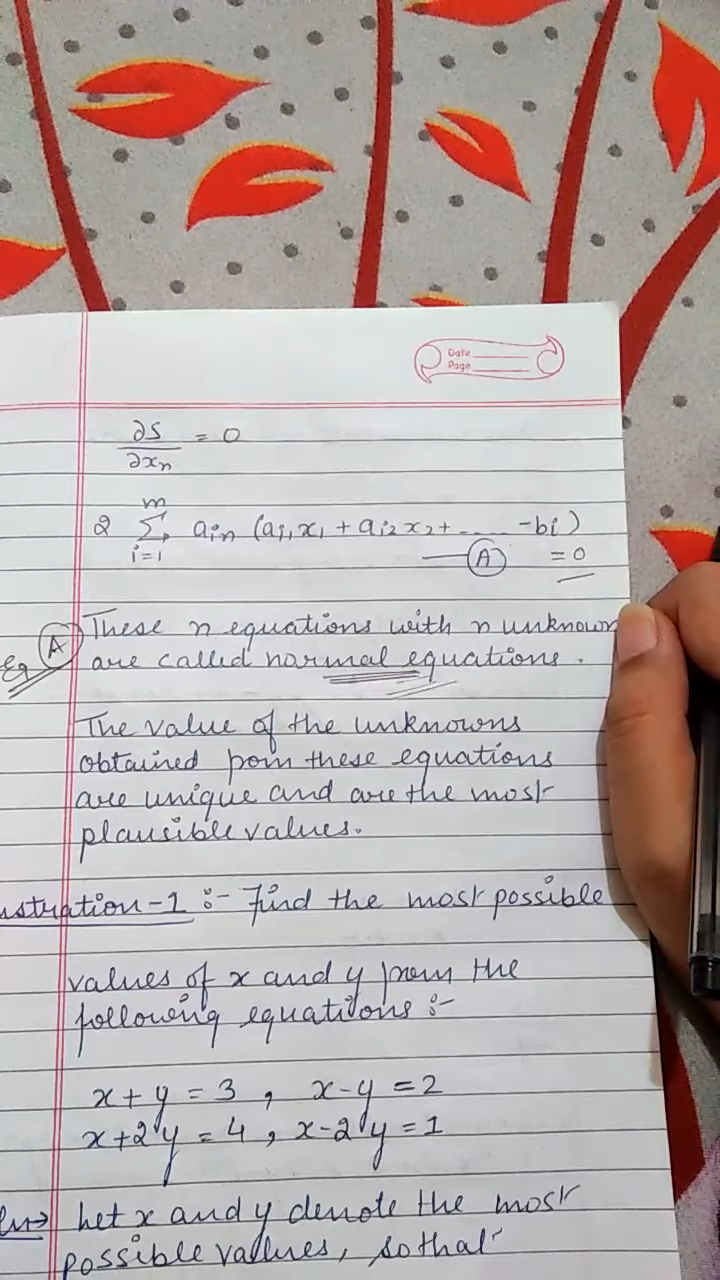 Date
Page
∂S/∂xₙ = 0
2 m∑i=1 aᵢₙ (aᵢ₁x₁ + aᵢ₂x₂ + .... -bᵢ)
—(A) = 0
These n equations with n unknown
Eq (A)
are called normal equations.
The value of the unknowns
obtained from these equations
are unique and are the most
plausible values.
ustration-1 :- Find the most possible
values of x and y from the
following equations :-
x + y = 3 , x - y = 2
x + 2y = 4 , x - 2y = 1
Let x and y denote the most
possible values, so that